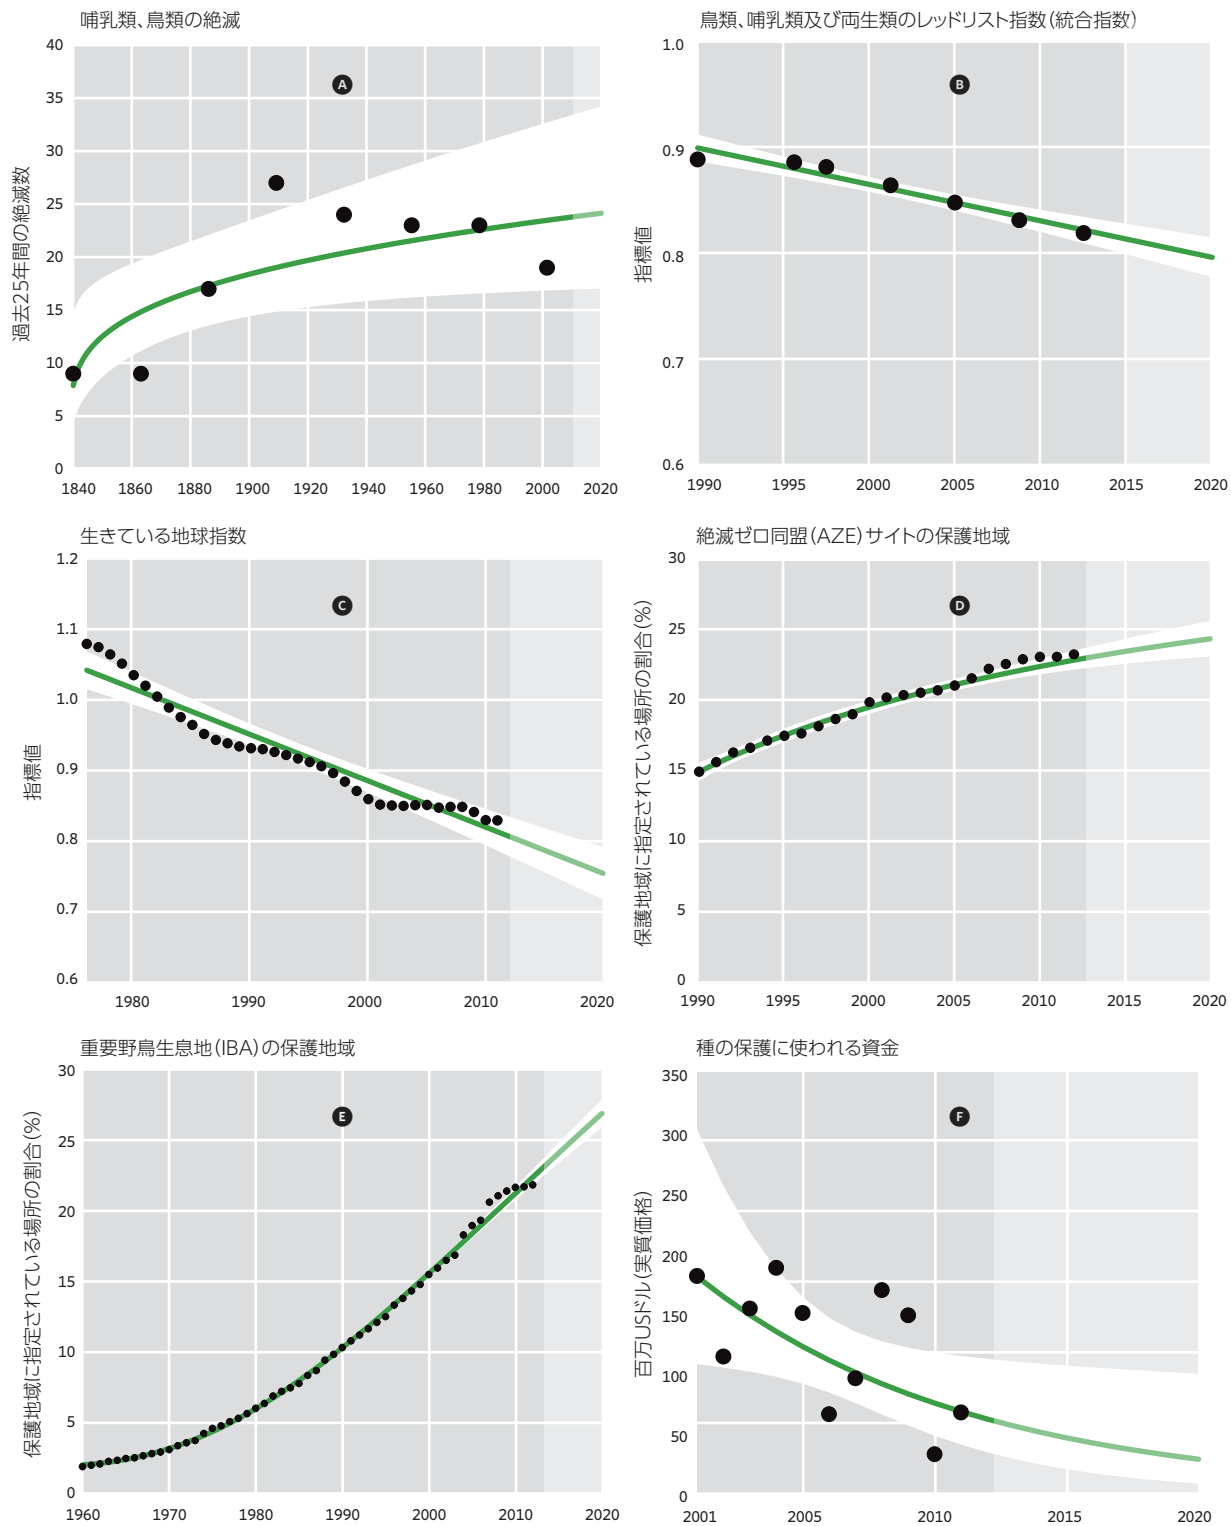 哺乳類、鳥類の絶滅
過去25年間の絶滅数
40
35
30
25
20
15
10
5
0
A
1840 1860 1880 1900 1920 1940 1960 1980 2000 2020
鳥類、哺乳類及び両生類のレッドリスト指数(統合指数)
指標値
1.0
0.9
0.8
0.7
0.6
B
1990 1995 2000 2005 2010 2015 2020
生きている地球指数
指標値
1.2
1.1
1.0
0.9
0.8
0.7
0.6
C
1980 1990 2000 2010 2020
絶滅ゼロ同盟(AZE)サイトの保護地域
保護地域に指定されている場所の割合(%)
30
25
20
15
10
5
0
D
1990 1995 2000 2005 2010 2015 2020
重要野鳥生息地(IBA)の保護地域
保護地域に指定されている場所の割合(%)
30
25
20
15
10
5
0
E
1960 1970 1980 1990 2000 2010 2020
種の保護に使われる資金
百万USドル(実質価格)
350
300
250
200
150
100
50
0
F
2001 2005 2010 2015 2020